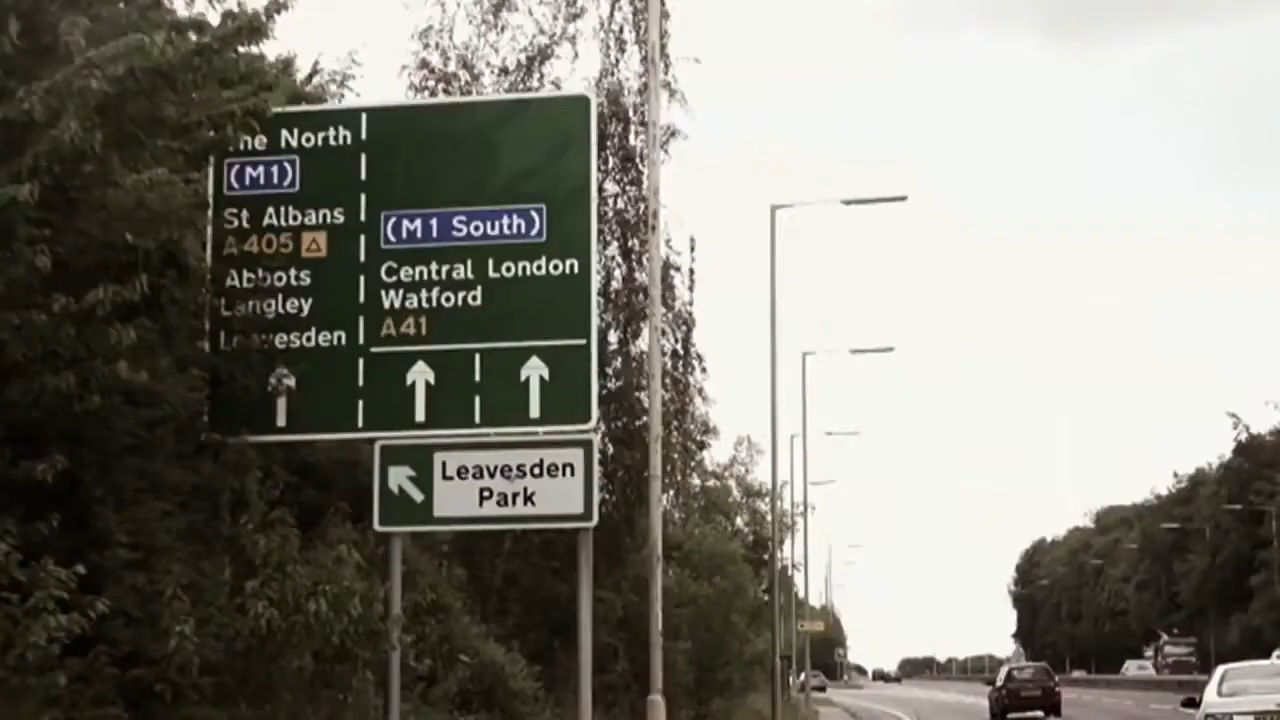 The North
(M1)
St Albans
A405
Abbots
Langley
Leavesden
(M1 South)
Central London
Watford
A41
Leavesden
Park